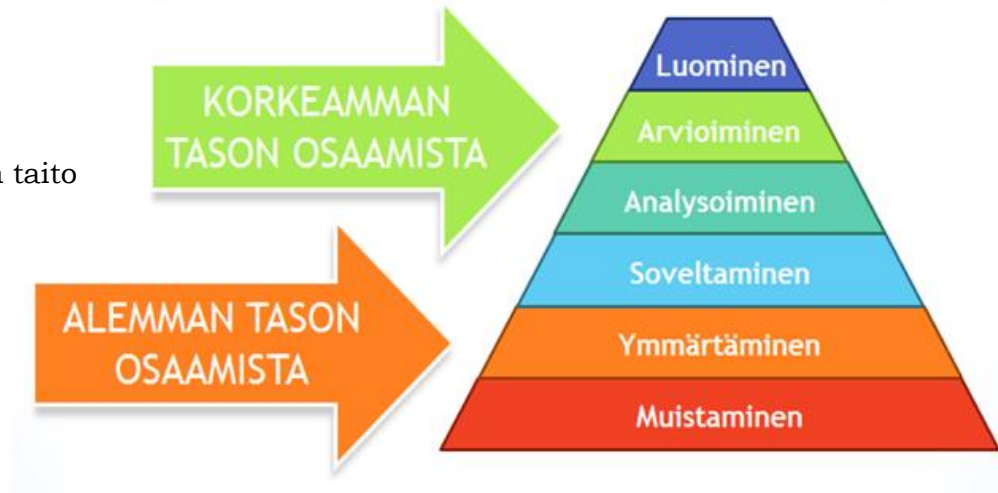 KORKEAMMAN
TASON OSAAMISTA
taito
ALEMMAN TASON
OSAAMISTA
Luominen
Arvioiminen
Analysoiminen
Soveltaminen
Ymmärtäminen
Muistaminen